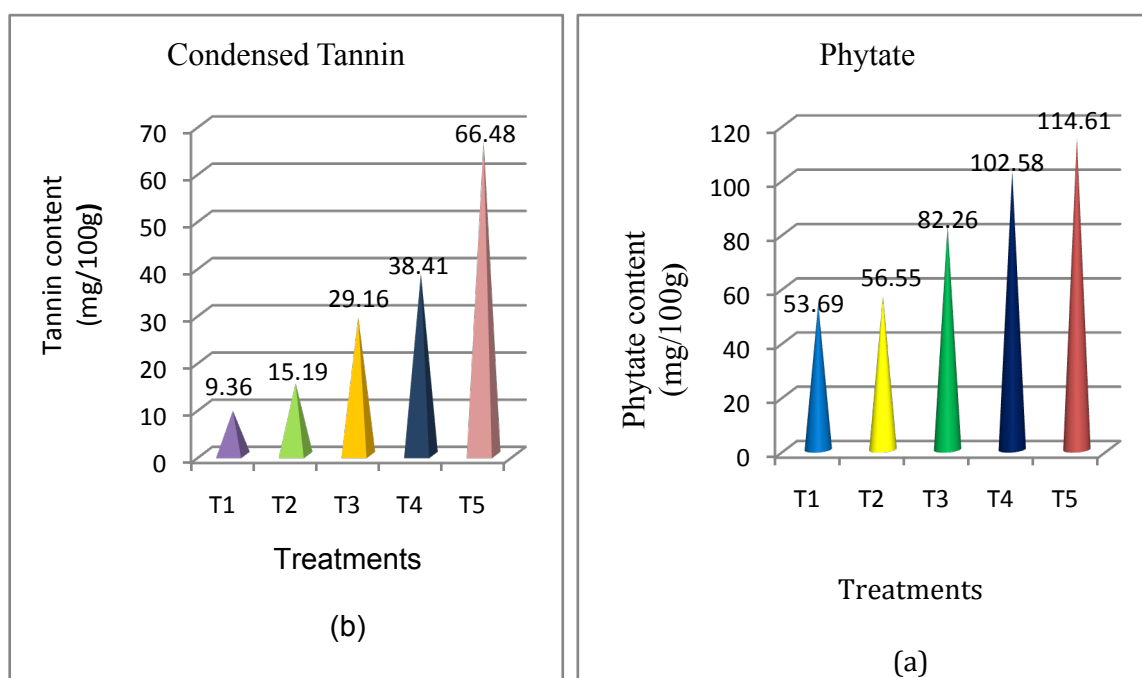 Condensed Tannin
Tannin content
(mg/100g)
70
60
50
40
30
20
10
0
9.36
15.19
29.16
38.41
66.48
T1 T2 T3 T4 T5
Treatments
(b)
Phytate
Phytate content
(mg/100g)
120
100
80
60
40
20
0
53.69
56.55
82.26
102.58
114.61
T1 T2 T3 T4 T5
Treatments
(a)